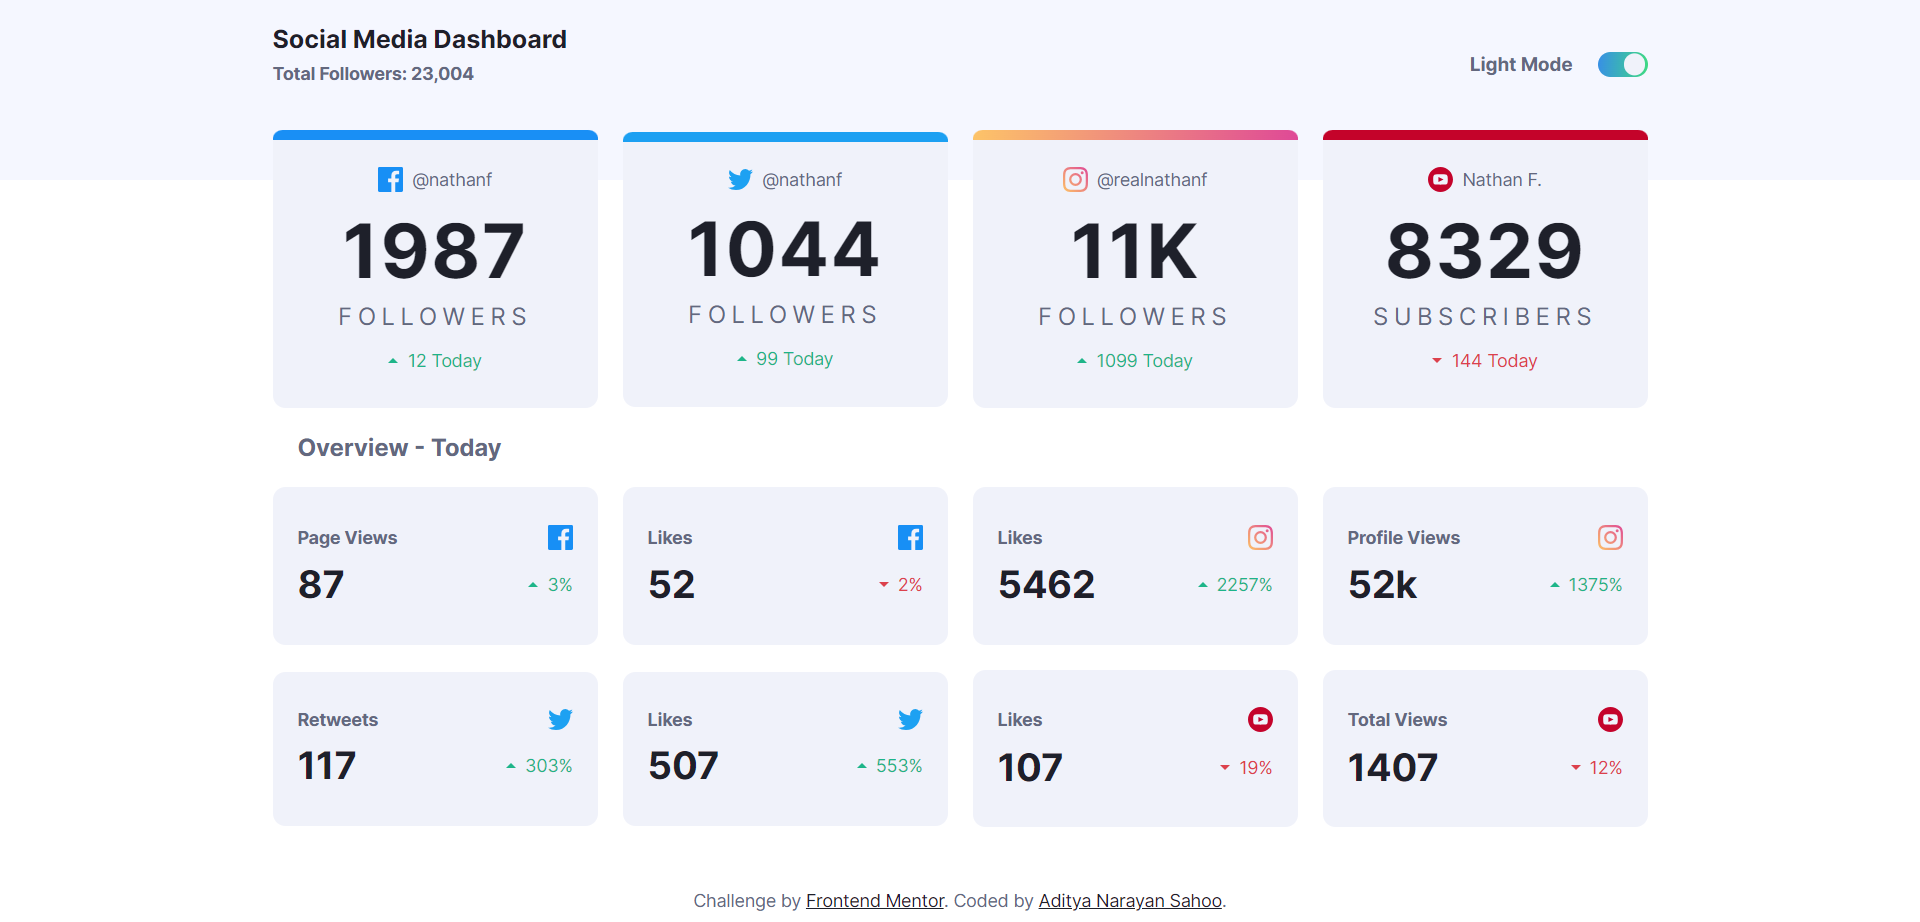 Social Media Dashboard
Total Followers: 23,004
Light Mode
@nathanf
1987
FOLLOWERS
12 Today
@nathanf
1044
FOLLOWERS
99 Today
@realnathanf
11K
FOLLOWERS
1099 Today
Nathan F.
8329
SUBSCRIBERS
144 Today
Overview - Today
Page Views
87
3%
Likes
52
2%
Likes
5462
2257%
Profile Views
52k
1375%
Retweets
117
303%
Likes
507
553%
Likes
107
19%
Total Views
1407
12%
Challenge by Frontend Mentor. Coded by Aditya Narayan Sahoo.